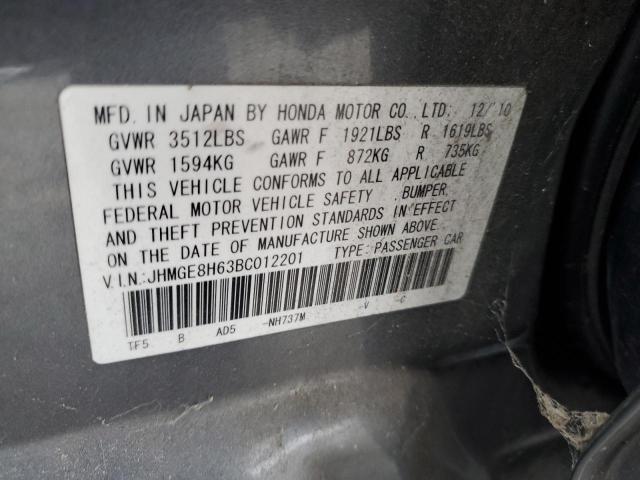 MFD. IN JAPAN BY HONDA MOTOR CO., LTD: 12/10
GVWR 3512LBS GAWR F 1921LBS R 1619LBS
GVWR 1594KG GAWR F 872KG R 735KG
THIS VEHICLE CONFORMS TO ALL APPLICABLE
FEDERAL MOTOR VEHICLE SAFETY , BUMPER,
AND THEFT PREVENTION STANDARDS IN EFFECT
ON THE DATE OF MANUFACTURE SHOWN ABOVE.
V.I.N: JHMGE8H63BC012201 TYPE: PASSENGER CAR
TF5 B AD5 -NH737M -V -C